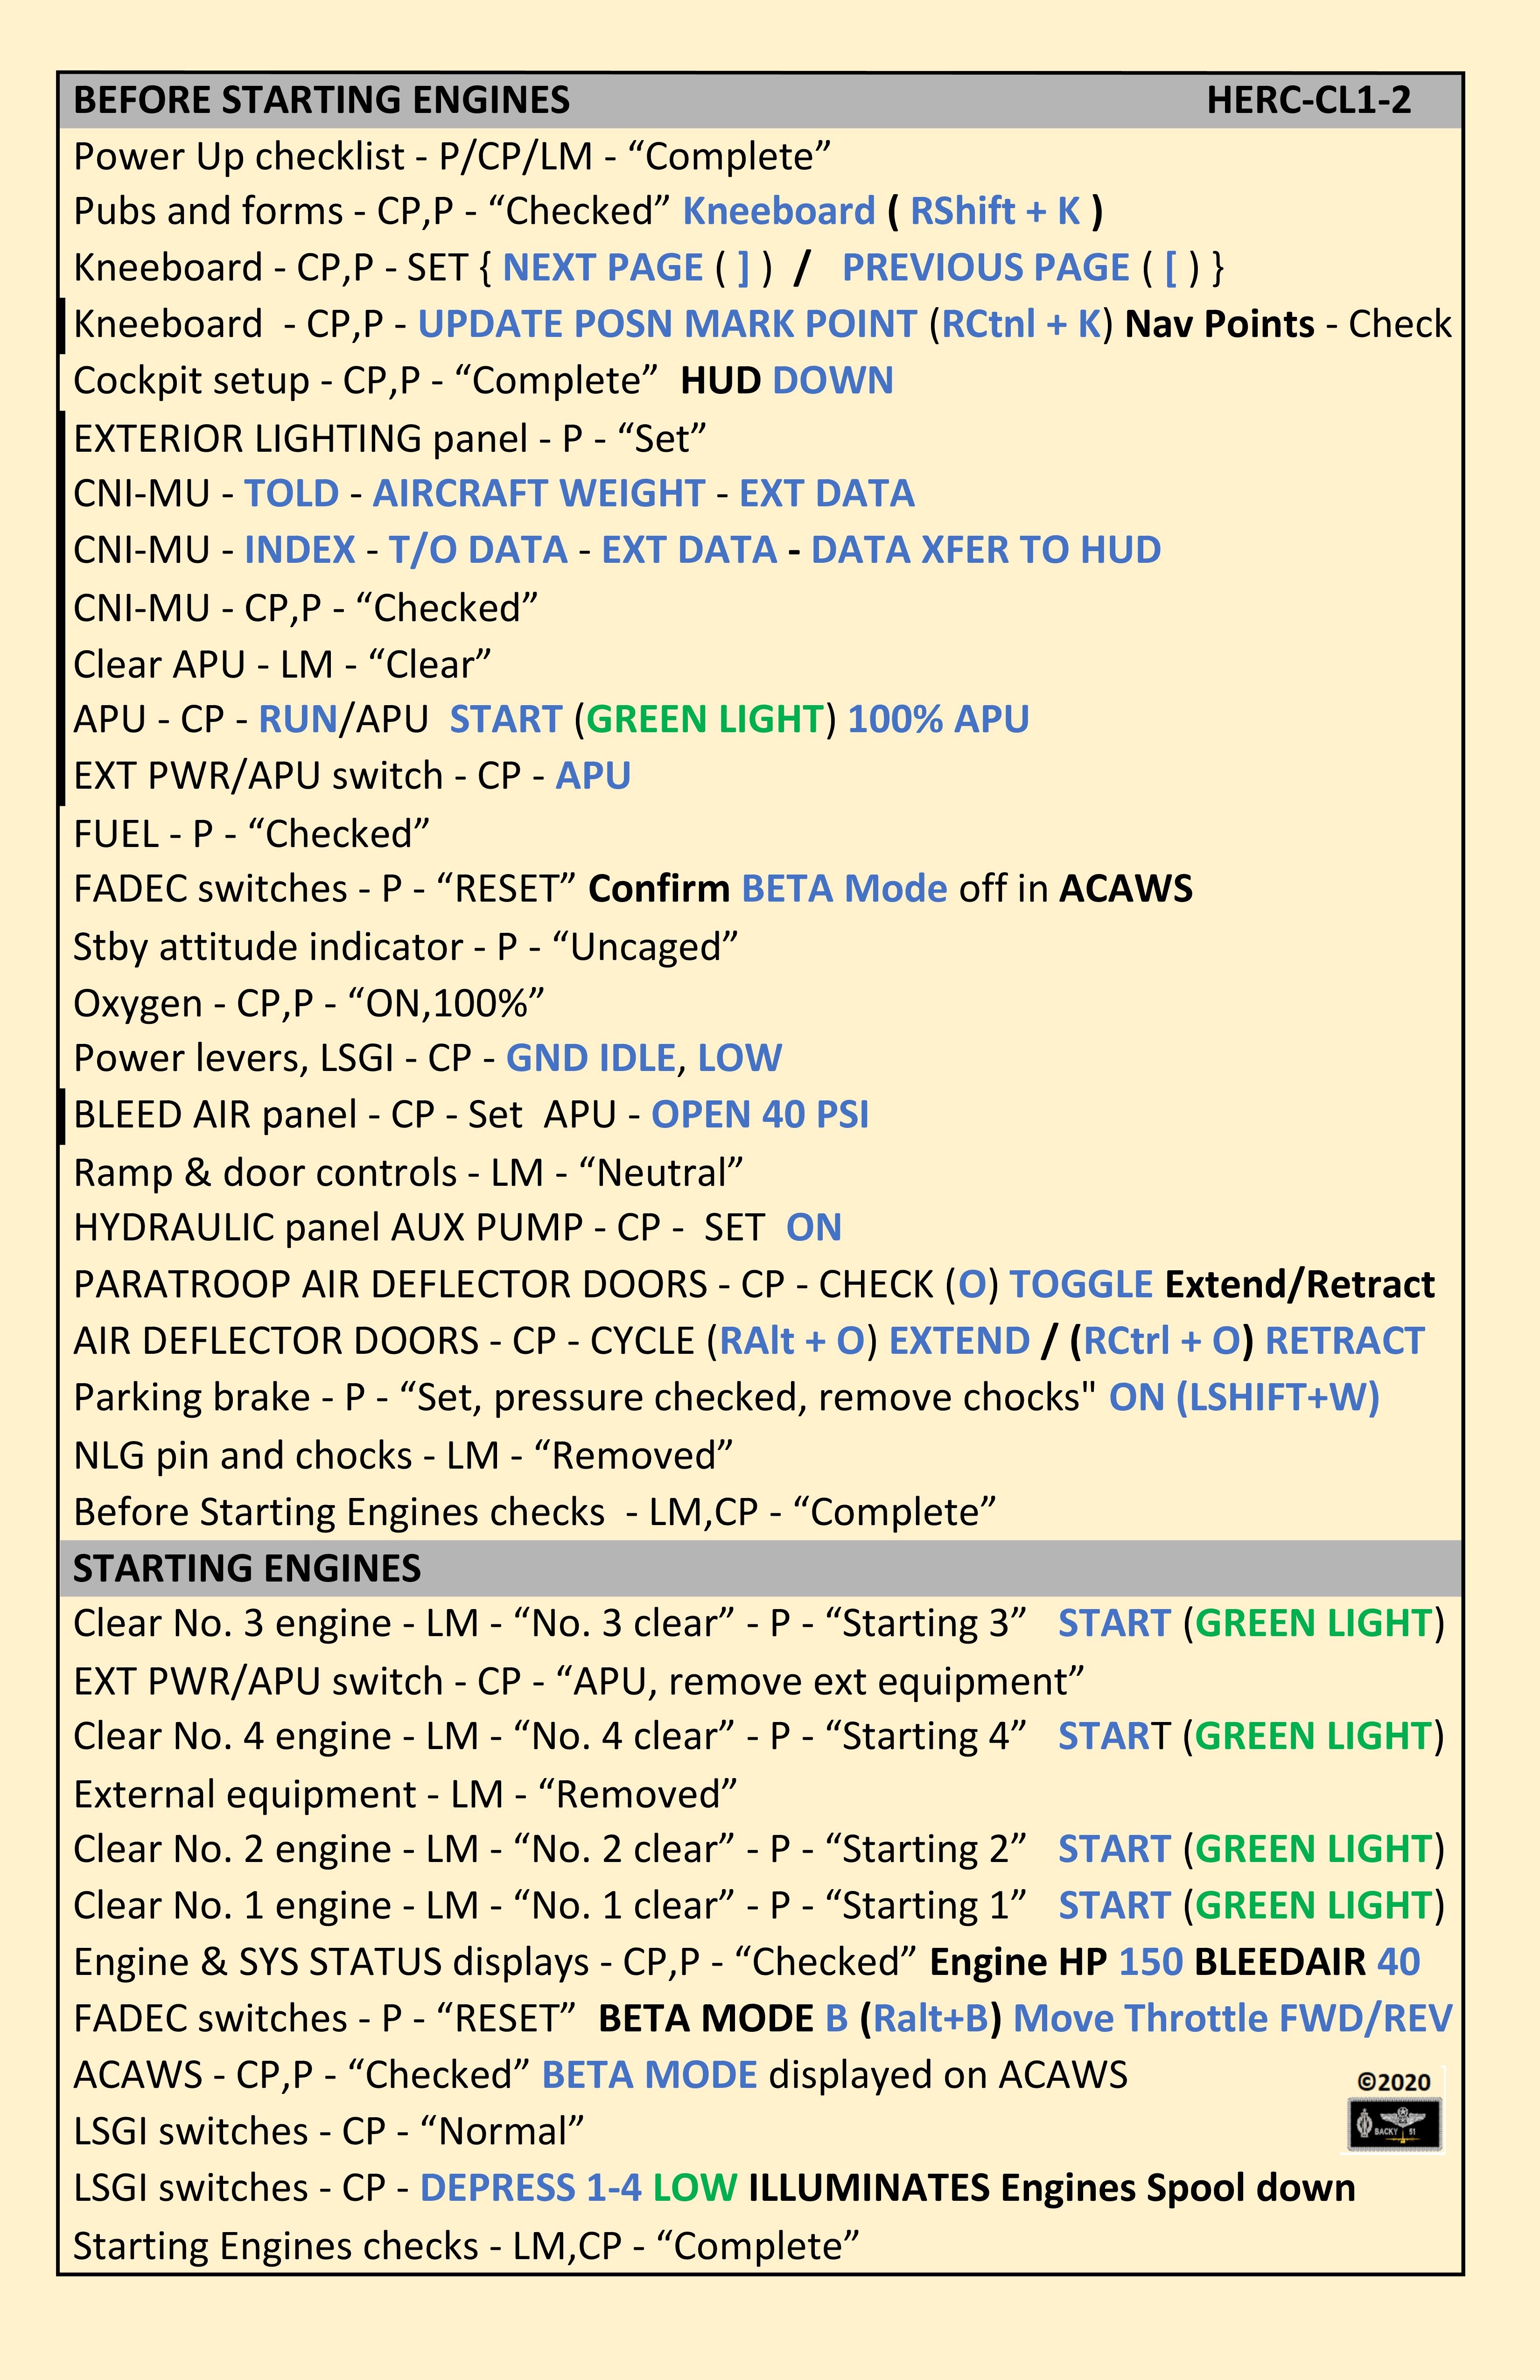 BEFORE STARTING ENGINES HERC-CL1-2
Power Up checklist - P/CP/LM - “Complete”
Pubs and forms - CP,P - “Checked” Kneeboard ( RShift + K )
Kneeboard - CP,P - SET { NEXT PAGE ( ] ) / PREVIOUS PAGE ( [ ) }
Kneeboard - CP,P - UPDATE POSN MARK POINT (RCtnl + K) Nav Points - Check
Cockpit setup - CP,P - “Complete” HUD DOWN
EXTERIOR LIGHTING panel - P - “Set”
CNI-MU - TOLD - AIRCRAFT WEIGHT - EXT DATA
CNI-MU - INDEX - T/O DATA - EXT DATA - DATA XFER TO HUD
CNI-MU - CP,P - “Checked”
Clear APU - LM - “Clear”
APU - CP - RUN/APU START (GREEN LIGHT) 100% APU
EXT PWR/APU switch - CP - APU
FUEL - P - “Checked”
FADEC switches - P - “RESET” Confirm BETA Mode off in ACAWS
Stby attitude indicator - P - “Uncaged”
Oxygen - CP,P - “ON,100%”
Power levers, LSGI - CP - GND IDLE, LOW
BLEED AIR panel - CP - Set APU - OPEN 40 PSI
Ramp & door controls - LM - “Neutral”
HYDRAULIC panel AUX PUMP - CP - SET ON
PARATROOP AIR DEFLECTOR DOORS - CP - CHECK (O) TOGGLE Extend/Retract
AIR DEFLECTOR DOORS - CP - CYCLE (RAlt + O) EXTEND / (RCtrl + O) RETRACT
Parking brake - P - “Set, pressure checked, remove chocks" ON (LSHIFT+W)
NLG pin and chocks - LM - “Removed”
Before Starting Engines checks - LM,CP - “Complete”
STARTING ENGINES
Clear No. 3 engine - LM - “No. 3 clear” - P - “Starting 3” START (GREEN LIGHT)
EXT PWR/APU switch - CP - “APU, remove ext equipment”
Clear No. 4 engine - LM - “No. 4 clear” - P - “Starting 4” START (GREEN LIGHT)
External equipment - LM - “Removed”
Clear No. 2 engine - LM - “No. 2 clear” - P - “Starting 2” START (GREEN LIGHT)
Clear No. 1 engine - LM - “No. 1 clear” - P - “Starting 1” START (GREEN LIGHT)
Engine & SYS STATUS displays - CP,P - “Checked” Engine HP 150 BLEEDAIR 40
FADEC switches - P - “RESET” BETA MODE B (Ralt+B) Move Throttle FWD/REV
ACAWS - CP,P - “Checked” BETA MODE displayed on ACAWS
©2020
BACKY 51
LSGI switches - CP - “Normal”
LSGI switches - CP - DEPRESS 1-4 LOW ILLUMINATES Engines Spool down
Starting Engines checks - LM,CP - “Complete”